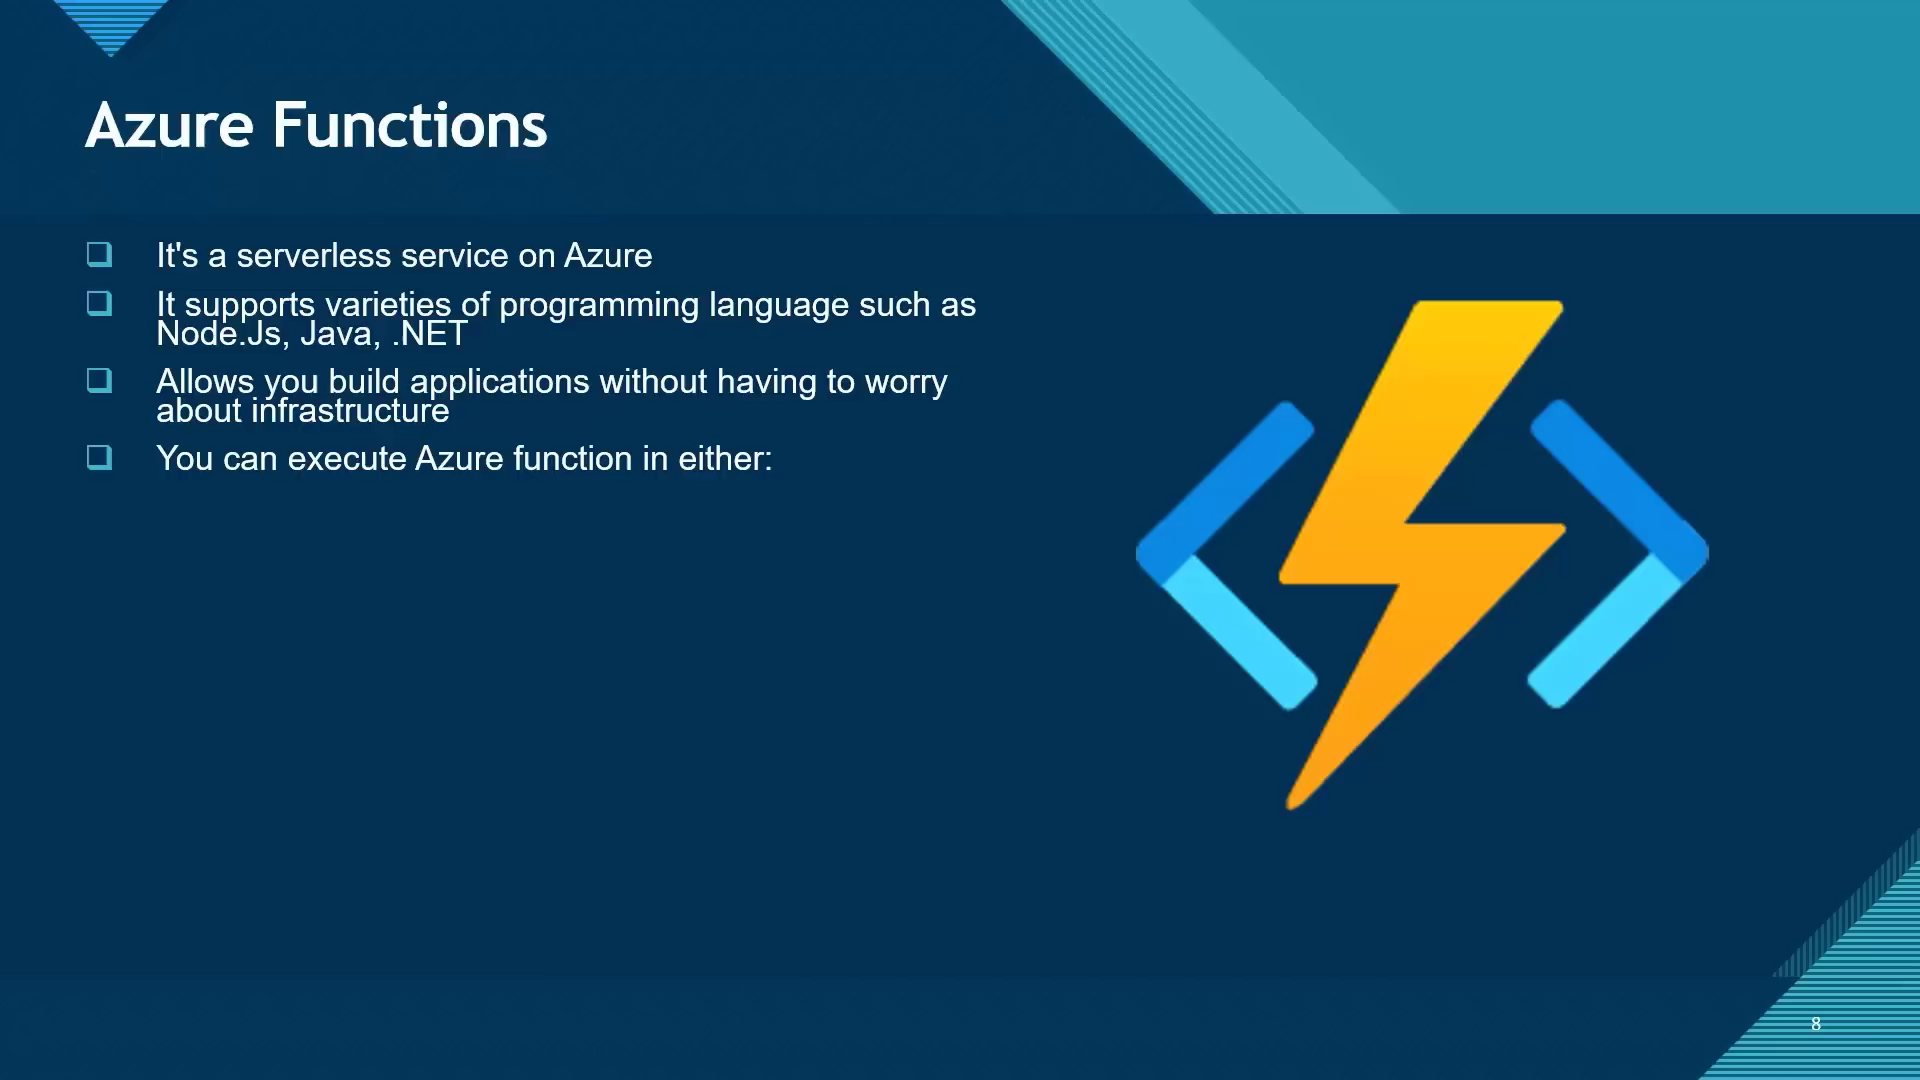 Azure Functions
It's a serverless service on Azure
It supports varieties of programming language such as
Node.Js, Java, .NET
Allows you build applications without having to worry
about infrastructure
You can execute Azure function in either:
8